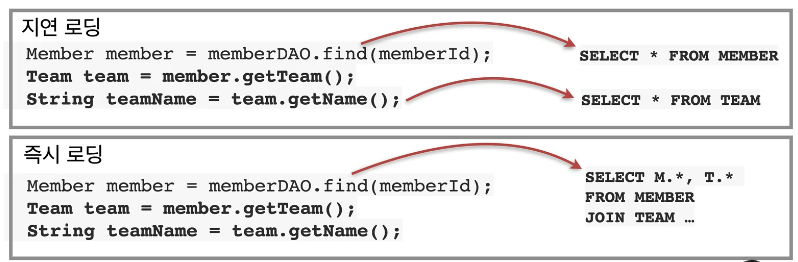 지연 로딩
Member member = memberDAO.find(memberId);
SELECT * FROM MEMBER
Team team = member.getTeam();
String teamName = team.getName();
SELECT * FROM TEAM
즉시 로딩
Member member = memberDAO.find(memberId);
Team team = member.getTeam();
String teamName = team.getName();
SELECT M.*, T.*
FROM MEMBER
JOIN TEAM …